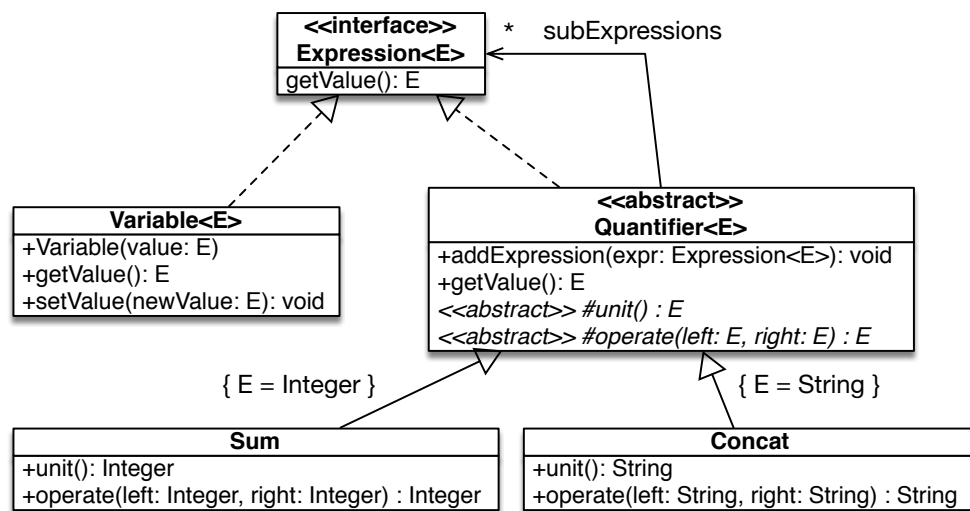 <<interface>>
Expression<E>
getValue(): E
* subExpressions
Variable<E>
+Variable(value: E)
+getValue(): E
+setValue(newValue: E): void
<<abstract>>
Quantifier<E>
+addExpression(expr: Expression<E>): void
+getValue(): E
<<abstract>> #unit() : E
<<abstract>> #operate(left: E, right: E) : E
{ E = Integer }
{ E = String }
Sum
+unit(): Integer
+operate(left: Integer, right: Integer) : Integer
Concat
+unit(): String
+operate(left: String, right: String) : String